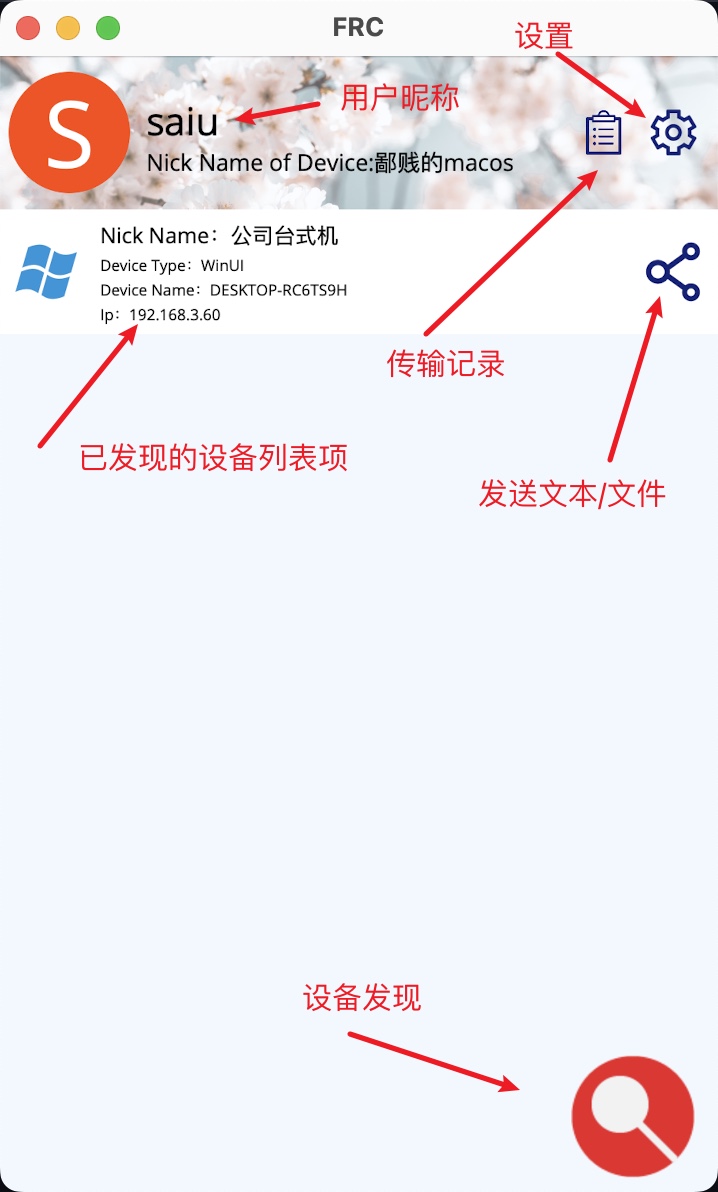 FRC
设置
用户昵称
S
saiu
Nick Name of Device:鄙贱的macos
Nick Name：公司台式机
Device Type：WinUI
Device Name：DESKTOP-RC6TS9H
Ip：192.168.3.60
传输记录
已发现的设备列表项
发送文本/文件
设备发现